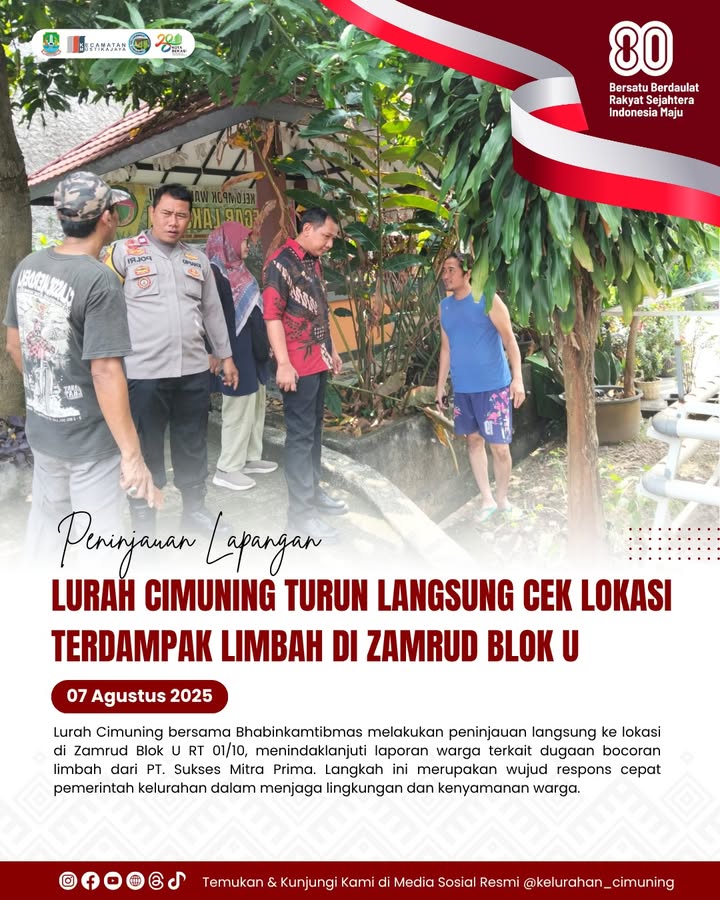 KECAMATAN
MUSTIKAJAYA
80
Bersatu Berdaulat
Rakyat Sejahtera
Indonesia Maju
POLRI
Peninjauan Lapangan
LURAH CIMUNING TURUN LANGSUNG CEK LOKASI
TERDAMPAK LIMBAH DI ZAMRUD BLOK U
07 Agustus 2025
Lurah Cimuning bersama Bhabinkamtibmas melakukan peninjauan langsung ke lokasi
di Zamrud Blok U RT 01/10, menindaklanjuti laporan warga terkait dugaan bocoran
limbah dari PT. Sukses Mitra Prima. Langkah ini merupakan wujud respons cepat
pemerintah kelurahan dalam menjaga lingkungan dan kenyamanan warga.
Temukan & Kunjungi Kami di Media Sosial Resmi @kelurahan_cimuning